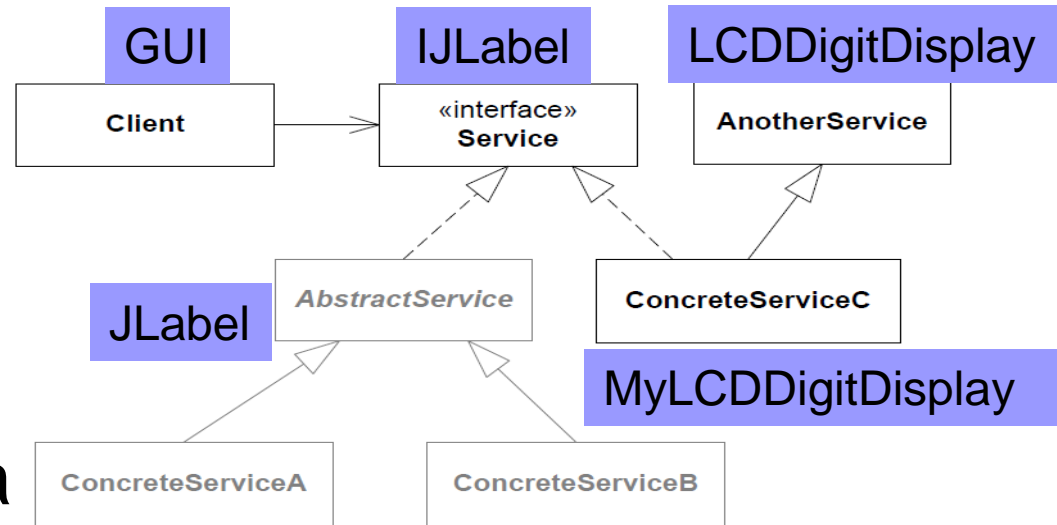 GUI
IJLabel
LCDDigitDisplay
Client
«interface»
Service
AnotherService
AbstractService
ConcreteServiceC
JLabel
MyLCDDigitDisplay
a
ConcreteServiceA
ConcreteServiceB